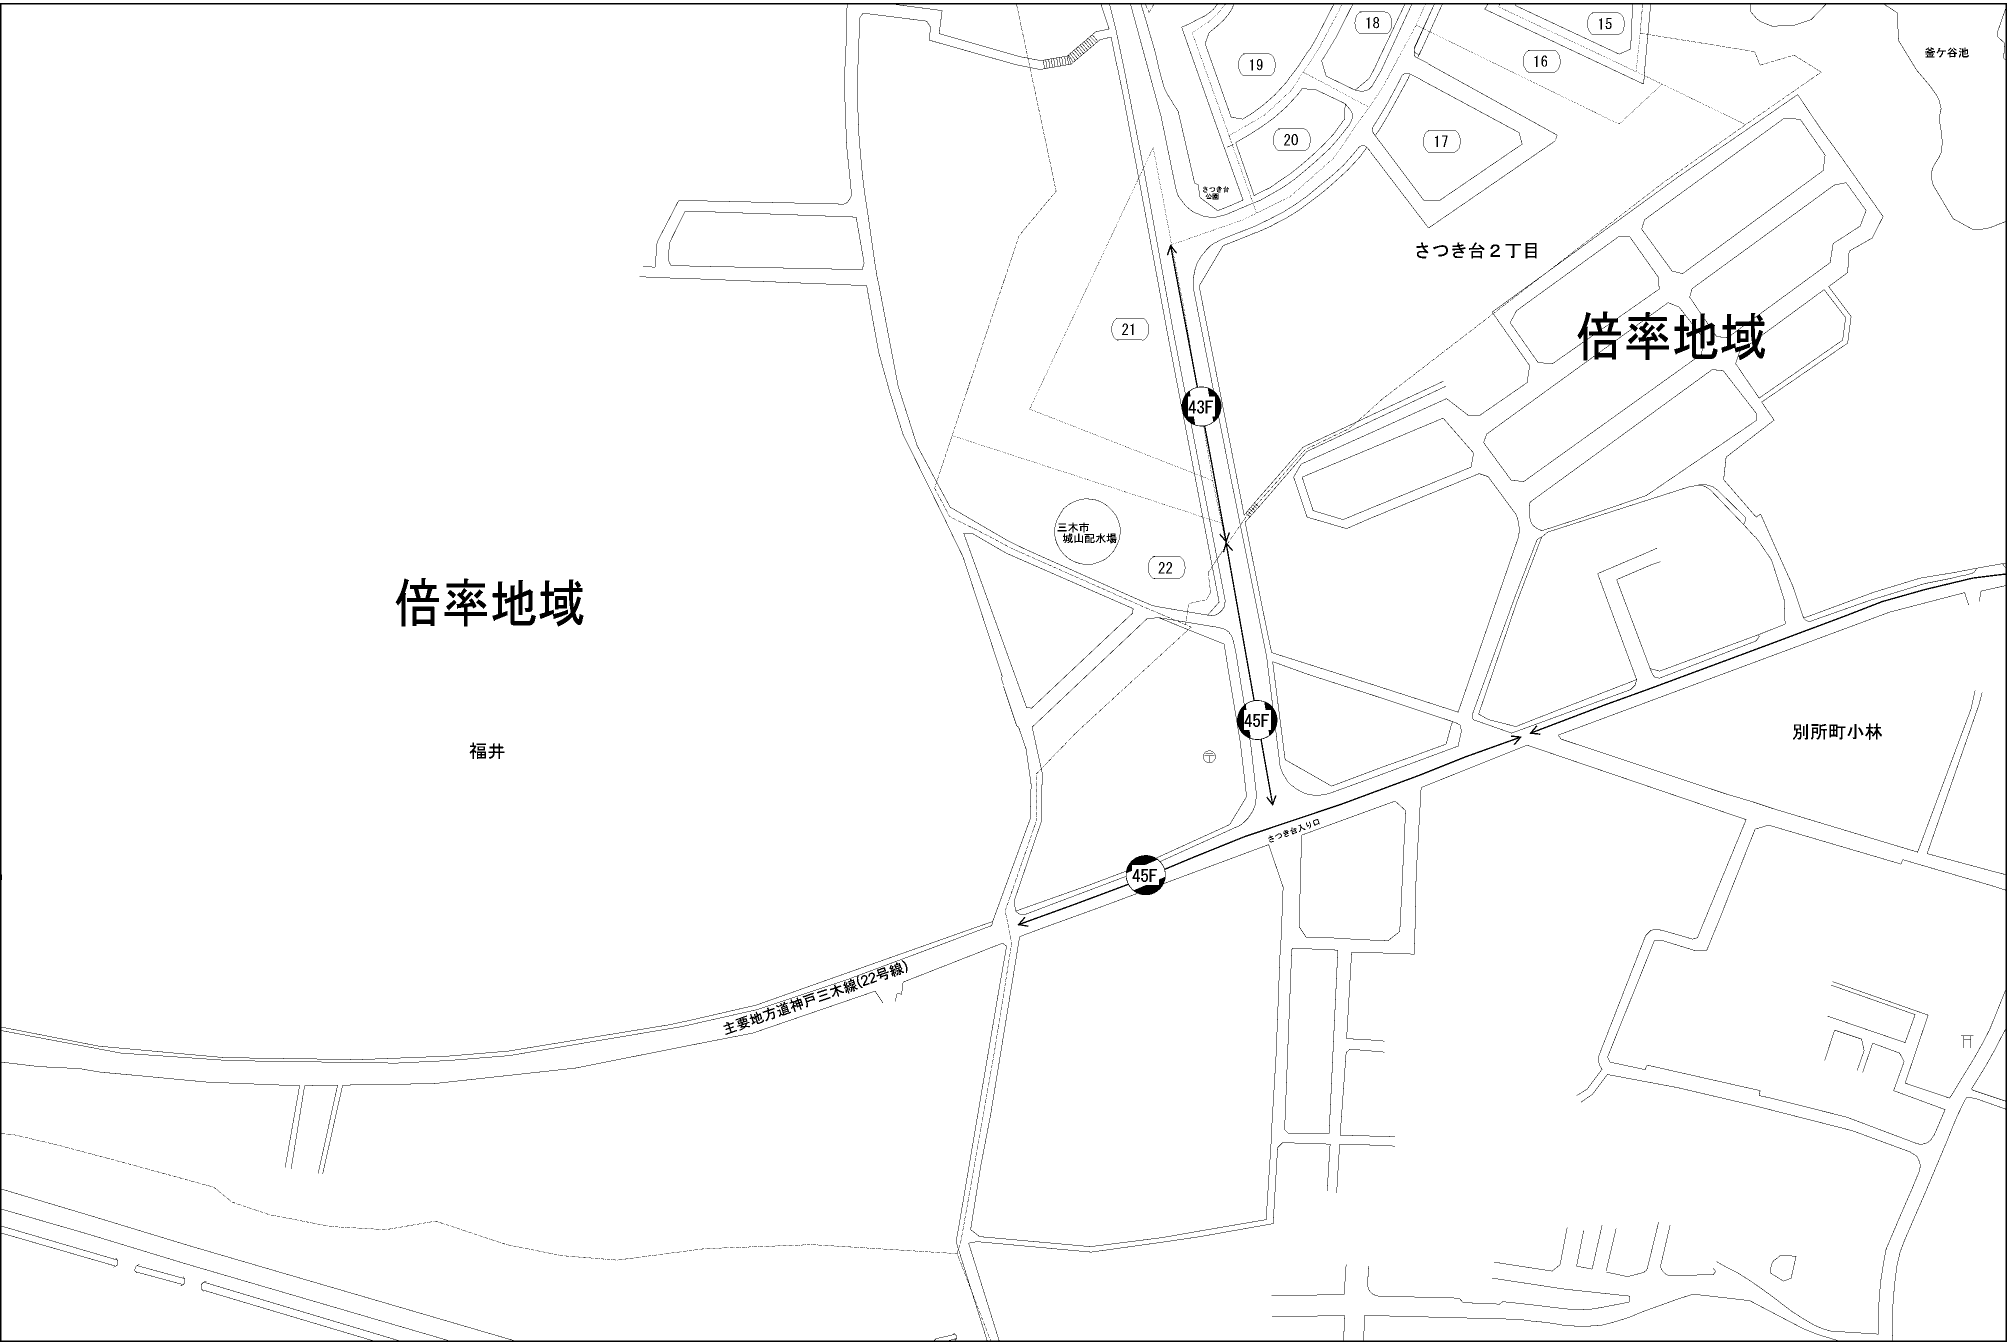 18
15
19
16
釜ケ谷池
20
17
さつき台
公園
さつき台2丁目
21
倍率地域
43F
三木市
城山配水場
22
倍率地域
福井
45F
別所町小林
〒
さつき台入り口
45F
主要地方道神戸三木線(22号線)